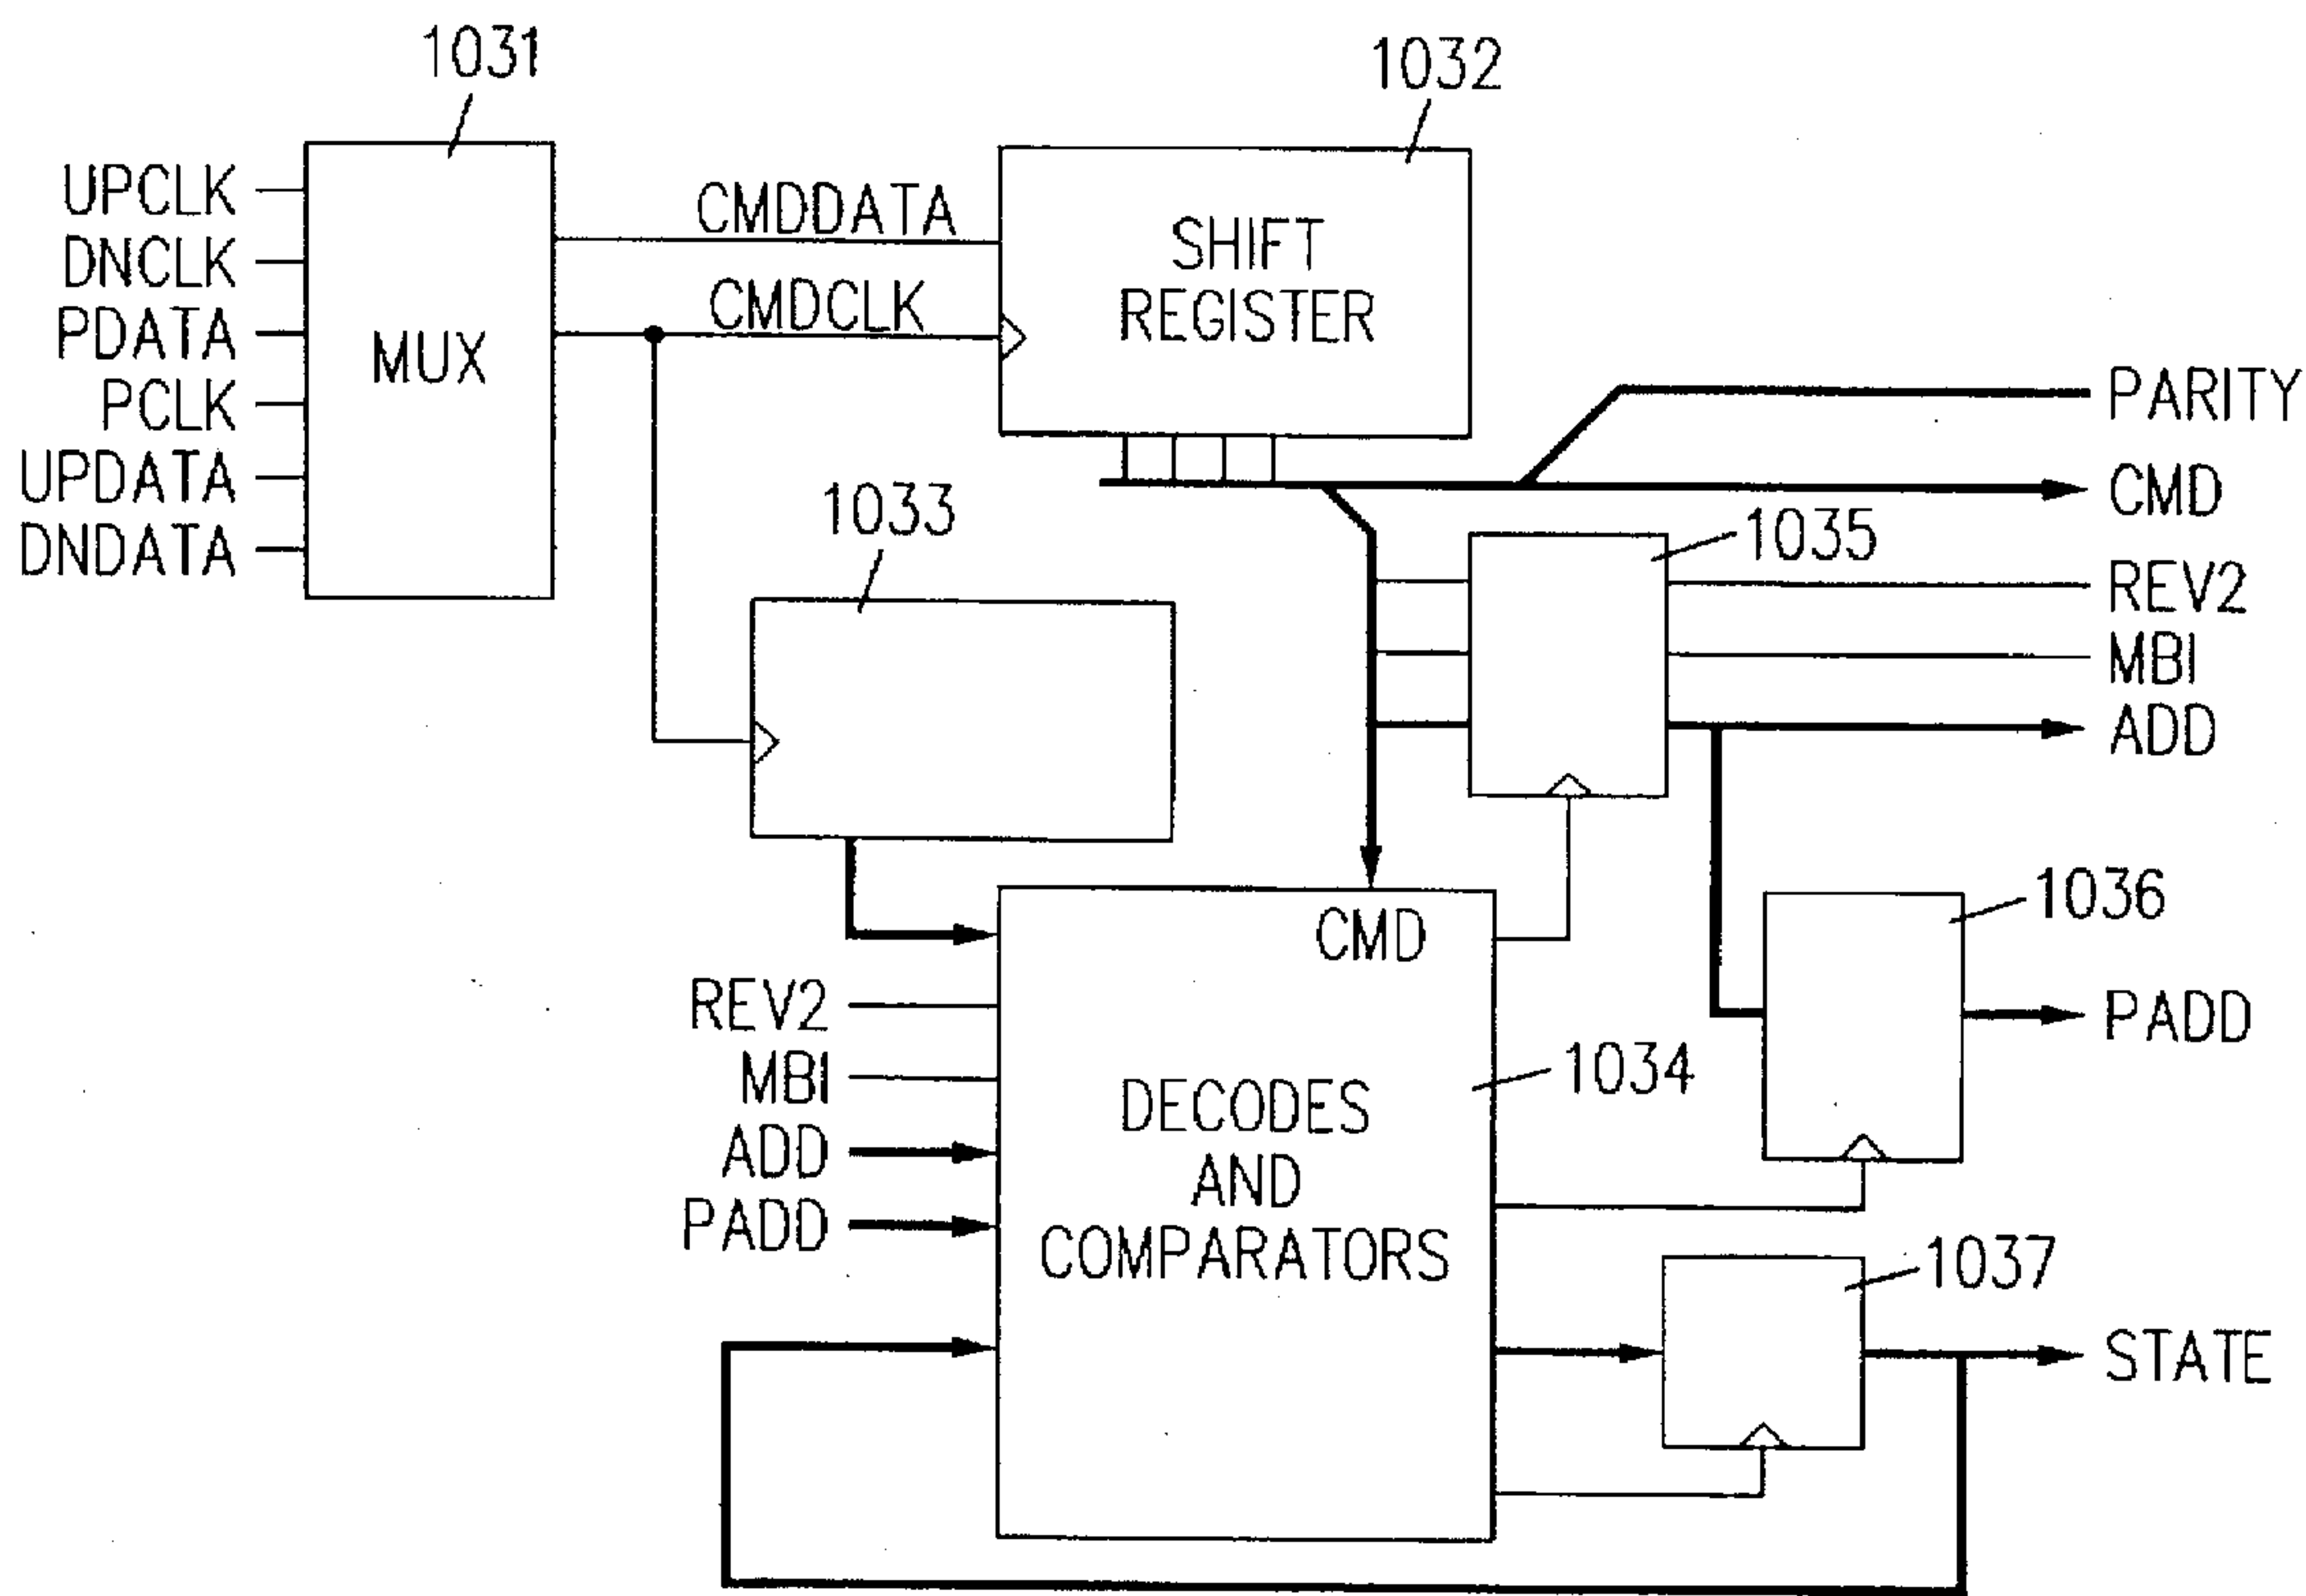 1031
1032
UPCLK
DNCLK
PDATA
PCLK
UPDATA
DNDATA
MUX
CMDDATA
CMDCLK
SHIFT
REGISTER
PARITY
CMD
1033
1035
REV2
MBI
ADD
1036
PADD
CMD
REV2
MBI
ADD
PADD
DECODES
AND
COMPARATORS
1034
1037
STATE